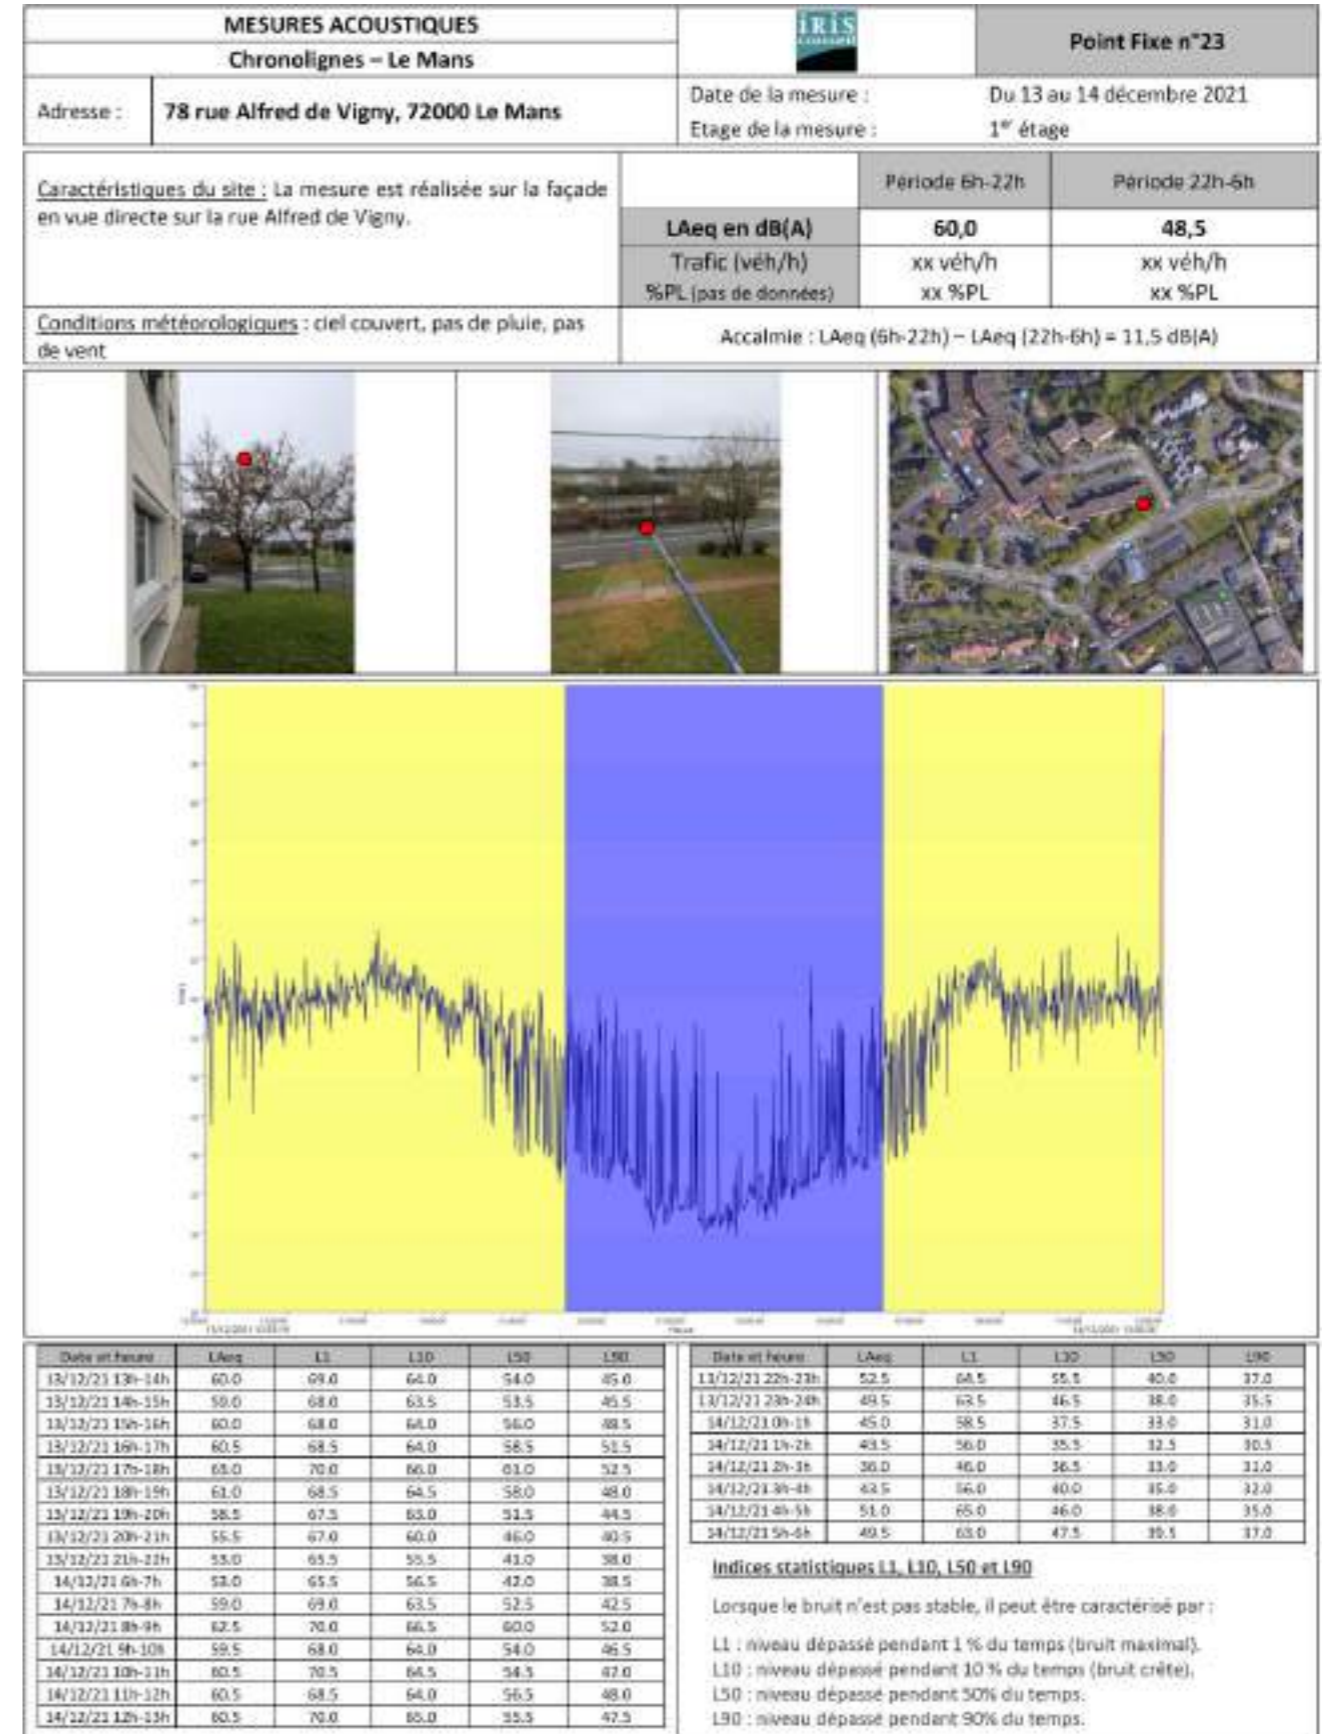 MESURES ACOUSTIQUES
Chronolignes – Le Mans
iRiS
conseil
Point Fixe n°23
Adresse : 78 rue Alfred de Vigny, 72000 Le Mans
Date de la mesure : Du 13 au 14 décembre 2021
Etage de la mesure : 1er étage
Caractéristiques du site : La mesure est réalisée sur la façade
en vue directe sur la rue Alfred de Vigny.
Période 6h-22h Période 22h-6h
LAeq en dB(A) 60,0 48,5
Trafic (véh/h) xx véh/h xx véh/h
%PL (pas de données) xx %PL xx %PL
Conditions météorologiques : ciel couvert, pas de pluie, pas
de vent
Accalmie : LAeq (6h-22h) – LAeq (22h-6h) = 11,5 dB(A)
Date et heure LAeq L1 L10 L50 L90
13/12/21 13h-14h 60.0 69.0 64.0 54.0 45.0
13/12/21 14h-15h 59.0 68.0 63.5 53.5 45.5
13/12/21 15h-16h 60.0 68.0 64.0 56.0 48.5
13/12/21 16h-17h 60.5 68.5 64.0 58.5 51.5
13/12/21 17h-18h 70.0 66.0 61.0 52.5
13/12/21 18h-19h 61.0 68.5 64.5 58.0 48.0
13/12/21 19h-20h 58.5 67.5 63.0 51.5 44.5
13/12/21 20h-21h 55.5 67.0 60.0 46.0 40.5
13/12/21 21h-22h 53.0 65.5 55.5 41.0 38.0
14/12/21 6h-7h 53.0 65.5 56.5 42.0 38.5
14/12/21 7h-8h 59.0 69.0 63.5 52.5 42.5
14/12/21 8h-9h 62.5 70.0 66.5 60.0 52.0
14/12/21 9h-10h 59.5 68.0 64.0 54.0 46.5
14/12/21 10h-11h 60.5 70.5 64.5 54.5 47.0
14/12/21 11h-12h 60.5 68.5 64.0 56.5 48.0
14/12/21 12h-13h 60.5 70.0 65.0 55.5 47.5
Date et heure LAeq L1 L10 L50 L90
13/12/21 22h-23h 52.5 64.5 55.5 40.0 37.0
13/12/21 23h-24h 49.5 63.5 46.5 38.0 35.5
14/12/21 0h-1h 45.0 58.5 37.5 33.0 31.0
14/12/21 1h-2h 43.5 56.0 35.5 32.5 30.5
14/12/21 2h-3h 36.0 46.0 36.5 33.0 31.0
14/12/21 3h-4h 43.5 56.0 40.0 35.0 32.0
14/12/21 4h-5h 51.0 65.0 46.0 38.0 35.0
14/12/21 5h-6h 49.5 63.0 47.5 39.5 37.0
Indices statistiques L1, L10, L50 et L90
Lorsque le bruit n'est pas stable, il peut être caractérisé par :
L1 : niveau dépassé pendant 1 % du temps (bruit maximal).
L10 : niveau dépassé pendant 10 % du temps (bruit crête).
L50 : niveau dépassé pendant 50% du temps.
L90 : niveau dépassé pendant 90% du temps.